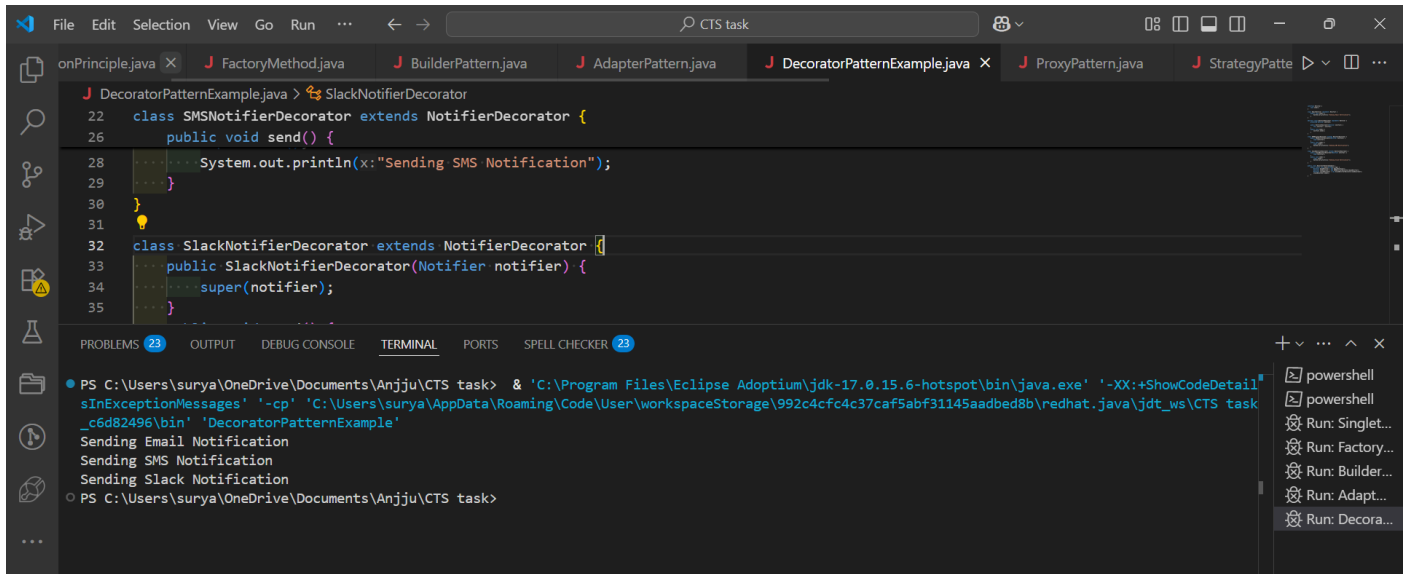 File Edit Selection View Go Run ··· CTS task
onPrinciple.java FactoryMethod.java BuilderPattern.java AdapterPattern.java DecoratorPatternExample.java ProxyPattern.java StrategyPatte
DecoratorPatternExample.java > SlackNotifierDecorator
22 class SMSNotifierDecorator extends NotifierDecorator {
26 public void send() {
28 System.out.println(x:"Sending SMS Notification");
29 }
30 }
31
32 class SlackNotifierDecorator extends NotifierDecorator {
33 public SlackNotifierDecorator(Notifier notifier) {
34 super(notifier);
35 }
PROBLEMS 23 OUTPUT DEBUG CONSOLE TERMINAL PORTS SPELL CHECKER 23
PS C:\Users\surya\OneDrive\Documents\Anjju\CTS task> & 'C:\Program Files\Eclipse Adoptium\jdk-17.0.15.6-hotspot\bin\java.exe' '-XX:+ShowCodeDetail
sInExceptionMessages' '-cp' 'C:\Users\surya\AppData\Roaming\Code\User\workspaceStorage\992c4cfc4c37caf5abf31145aadbed8b\redhat.java\jdt_ws\CTS task
_c6d82496\bin' 'DecoratorPatternExample'
Sending Email Notification
Sending SMS Notification
Sending Slack Notification
PS C:\Users\surya\OneDrive\Documents\Anjju\CTS task>
powershell
powershell
Run: Singlet...
Run: Factory...
Run: Builder...
Run: Adapt...
Run: Decora...